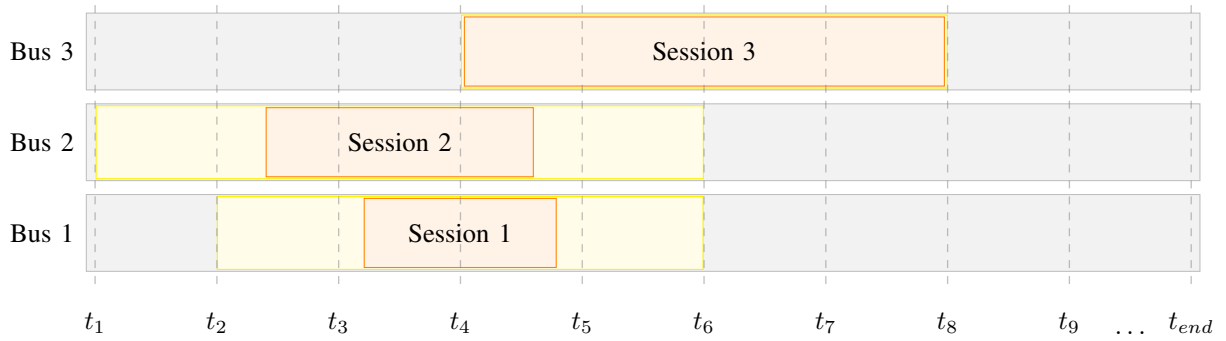 Bus 3 Session 3
Bus 2 Session 2
Bus 1 Session 1
t1 t2 t3 t4 t5 t6 t7 t8 t9 ... tend